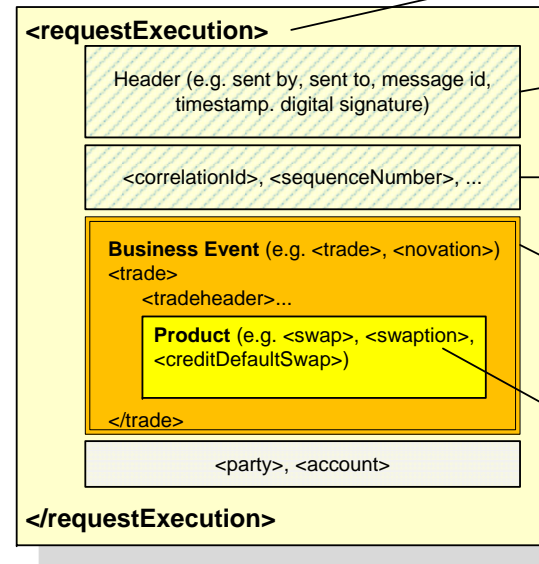 <requestExecution>
Header (e.g. sent by, sent to, message id,
timestamp. digital signature)
<correlationId>, <sequenceNumber>, ...
Business Event (e.g. <trade>, <novation>)
<trade>
<tradeheader>...
Product (e.g. <swap>, <swaption>,
<creditDefaultSwap>)
</trade>
<party>, <account>
</requestExecution>